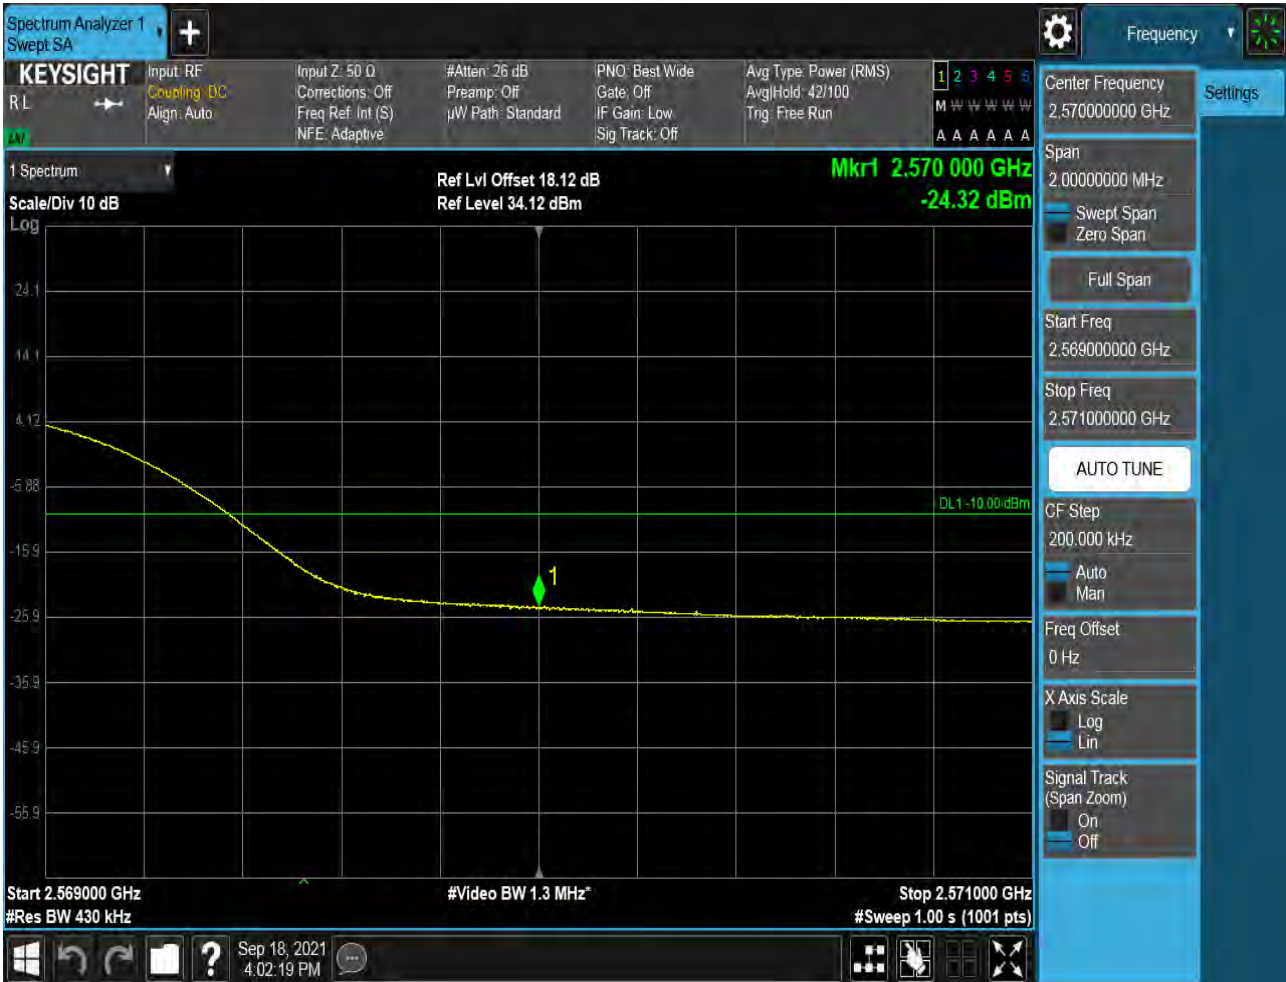 Spectrum Analyzer 1
Swept SA
Frequency
KEYSIGHT
R L
Input: RF
Coupling: DC
Align: Auto
Input Z: 50 Ω
Corrections: Off
Freq Ref: Int (S)
NFE: Adaptive
#Atten: 26 dB
Preamp: Off
µW Path: Standard
PNO: Best Wide
Gate: Off
IF Gain: Low
Sig Track: Off
Avg Type: Power (RMS)
Avg|Hold: 42/100
Trig: Free Run
1 2 3 4 5 6
M W W W W W
A A A A A A
1 Spectrum
Scale/Div 10 dB
Log
Ref Lvl Offset 18.12 dB
Ref Level 34.12 dBm
Mkr1 2.570 000 GHz
-24.32 dBm
24.1
14.1
4.12
-5.88
-15.9
-25.9
-35.9
-45.9
-55.9
DL1 -10.00 dBm
1
Start 2.569000 GHz
#Res BW 430 kHz
#Video BW 1.3 MHz*
Stop 2.571000 GHz
#Sweep 1.00 s (1001 pts)
Sep 18, 2021
4:02:19 PM
Center Frequency
2.570000000 GHz
Settings
Span
2.00000000 MHz
Swept Span
Zero Span
Full Span
Start Freq
2.569000000 GHz
Stop Freq
2.571000000 GHz
AUTO TUNE
CF Step
200.000 kHz
Auto
Man
Freq Offset
0 Hz
X Axis Scale
Log
Lin
Signal Track
(Span Zoom)
On
Off